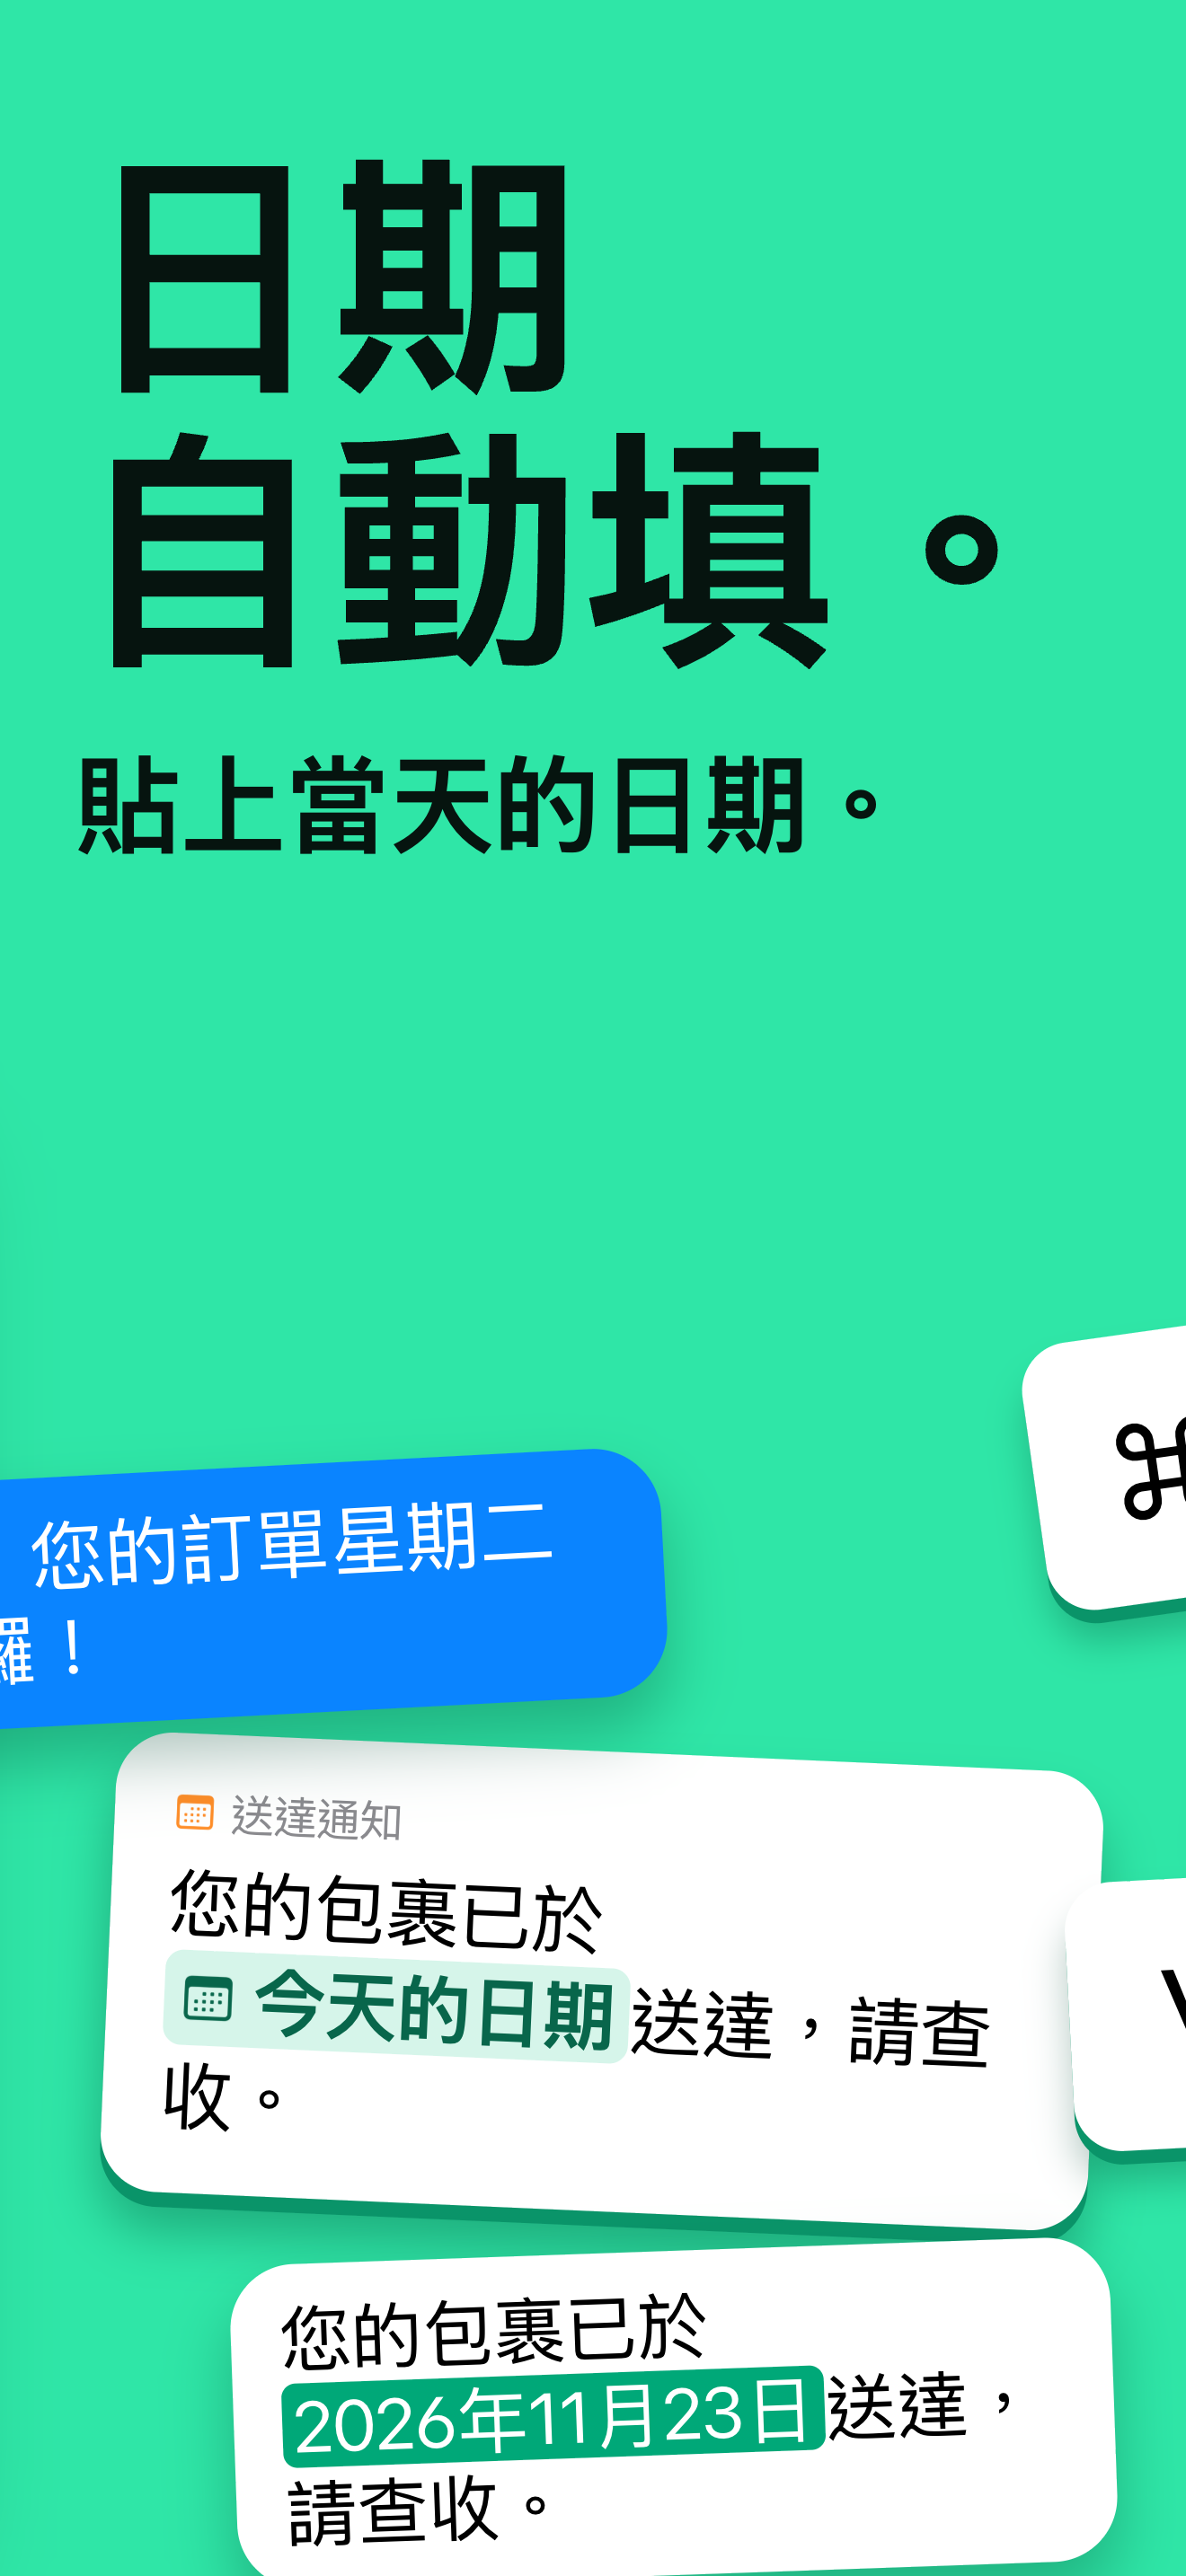 日期
自動填。
貼上當天的日期。
⌘
您的訂單星期二
囉！
送達通知
您的包裹已於
今天的日期送達，請查
收。
您的包裹已於
2026年11月23日送達，
請查收。